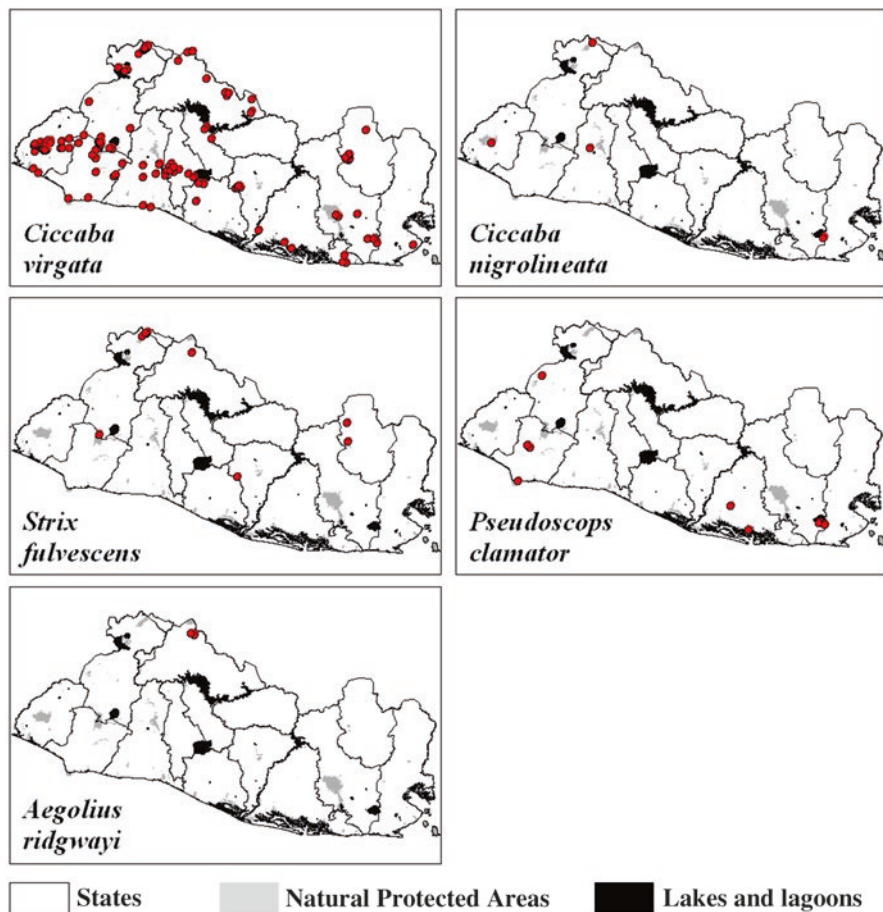 Ciccaba
virgata
Ciccaba
nigrolineata
Strix
fulvescens
Pseudoscops
clamator
Aegolius
ridgwayi
States
Natural Protected Areas
Lakes and lagoons